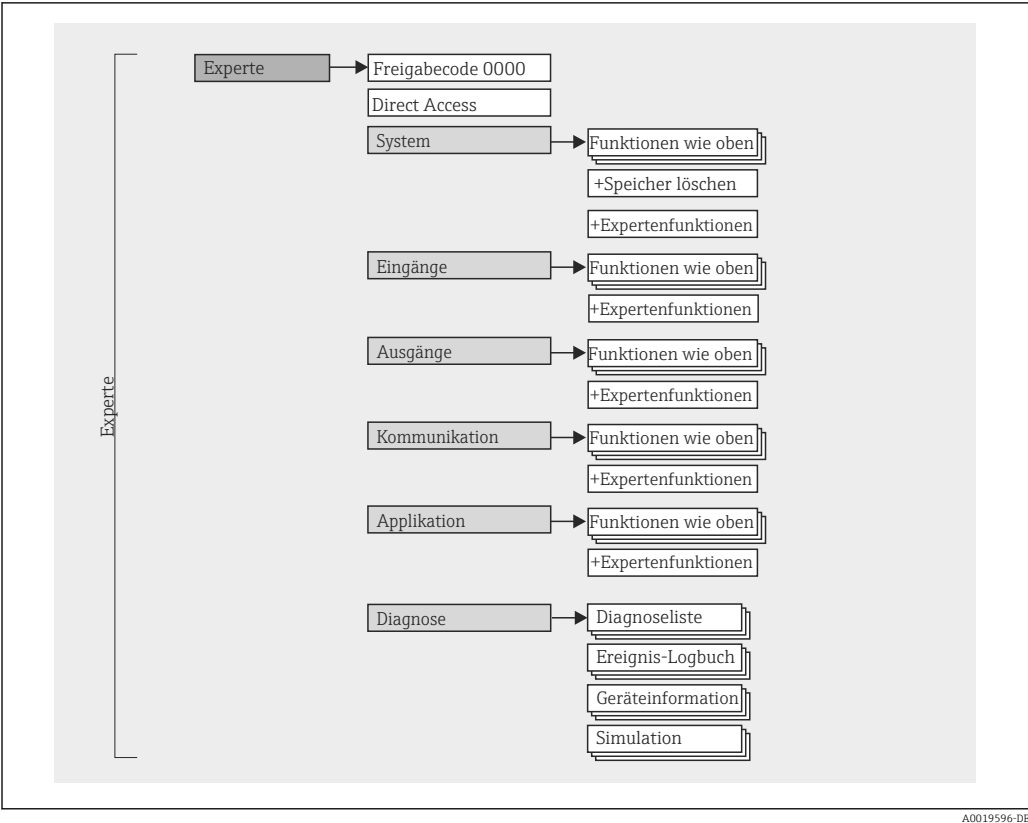 Experte
Experte
Freigabecode 0000
Direct Access
System
Funktionen wie oben
+Speicher löschen
+Expertenfunktionen
Eingänge
Funktionen wie oben
+Expertenfunktionen
Ausgänge
Funktionen wie oben
+Expertenfunktionen
Kommunikation
Funktionen wie oben
+Expertenfunktionen
Applikation
Funktionen wie oben
+Expertenfunktionen
Diagnose
Diagnoseliste
Ereignis-Logbuch
Geräteinformation
Simulation
A0019596-DE